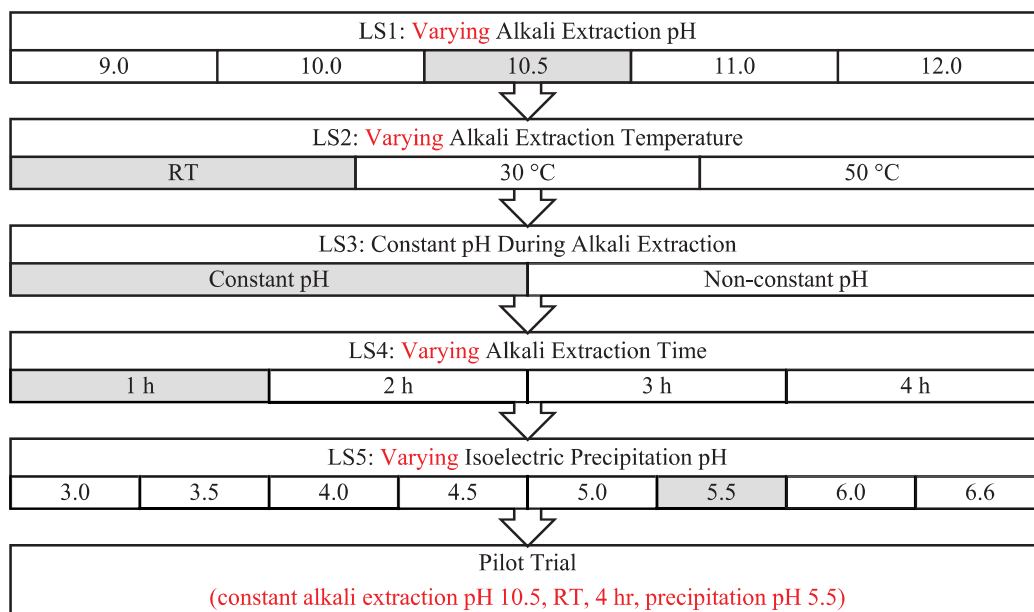 LS1: Varying Alkali Extraction pH
9.0 10.0 10.5 11.0 12.0
LS2: Varying Alkali Extraction Temperature
RT 30 °C 50 °C
LS3: Constant pH During Alkali Extraction
Constant pH Non-constant pH
LS4: Varying Alkali Extraction Time
1 h 2 h 3 h 4 h
LS5: Varying Isoelectric Precipitation pH
3.0 3.5 4.0 4.5 5.0 5.5 6.0 6.6
Pilot Trial
(constant alkali extraction pH 10.5, RT, 4 hr, precipitation pH 5.5)